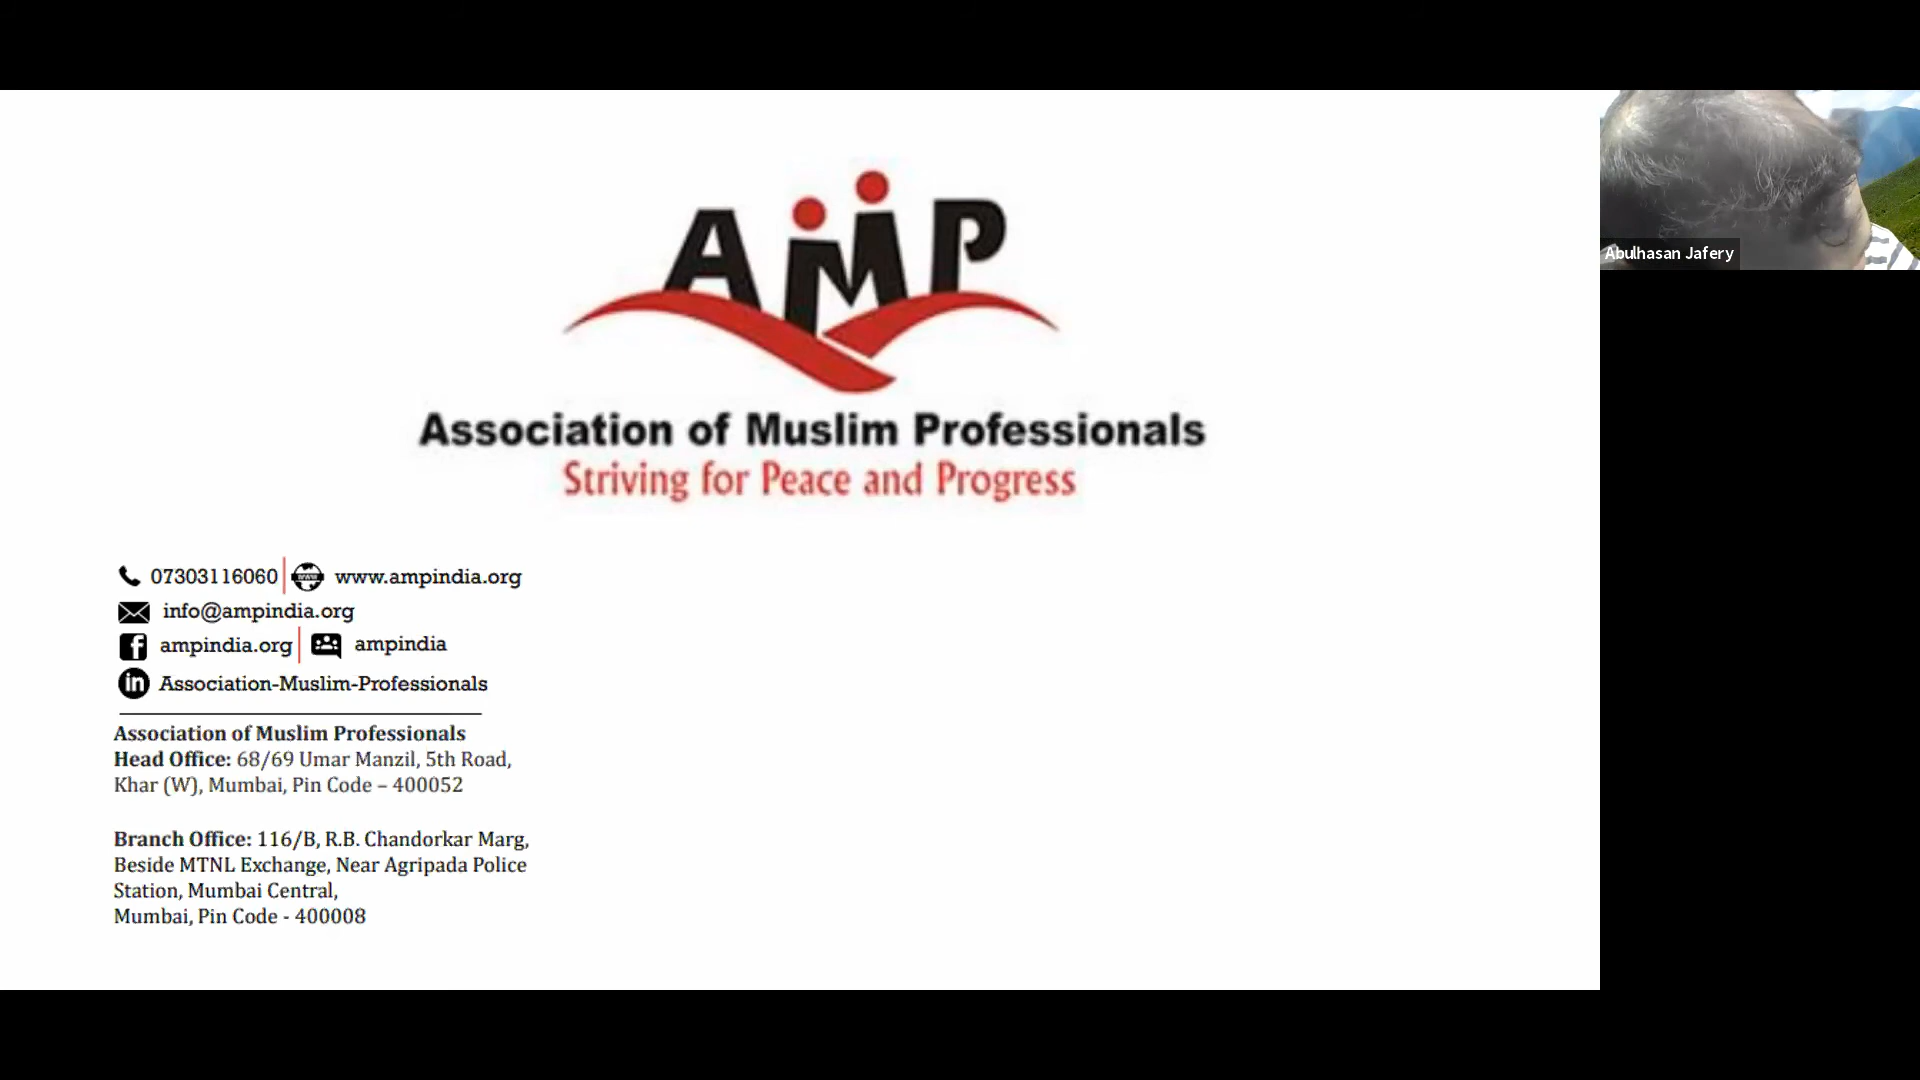 AMP
Association of Muslim Professionals
Striving for Peace and Progress
07303116060 www.ampindia.org
info@ampindia.org
ampindia.org ampindia
Association-Muslim-Professionals
Association of Muslim Professionals
Head Office: 68/69 Umar Manzil, 5th Road,
Khar (W), Mumbai, Pin Code – 400052
Branch Office: 116/B, R.B. Chandorkar Marg,
Beside MTNL Exchange, Near Agripada Police
Station, Mumbai Central,
Mumbai, Pin Code - 400008
Abulhasan Jafery